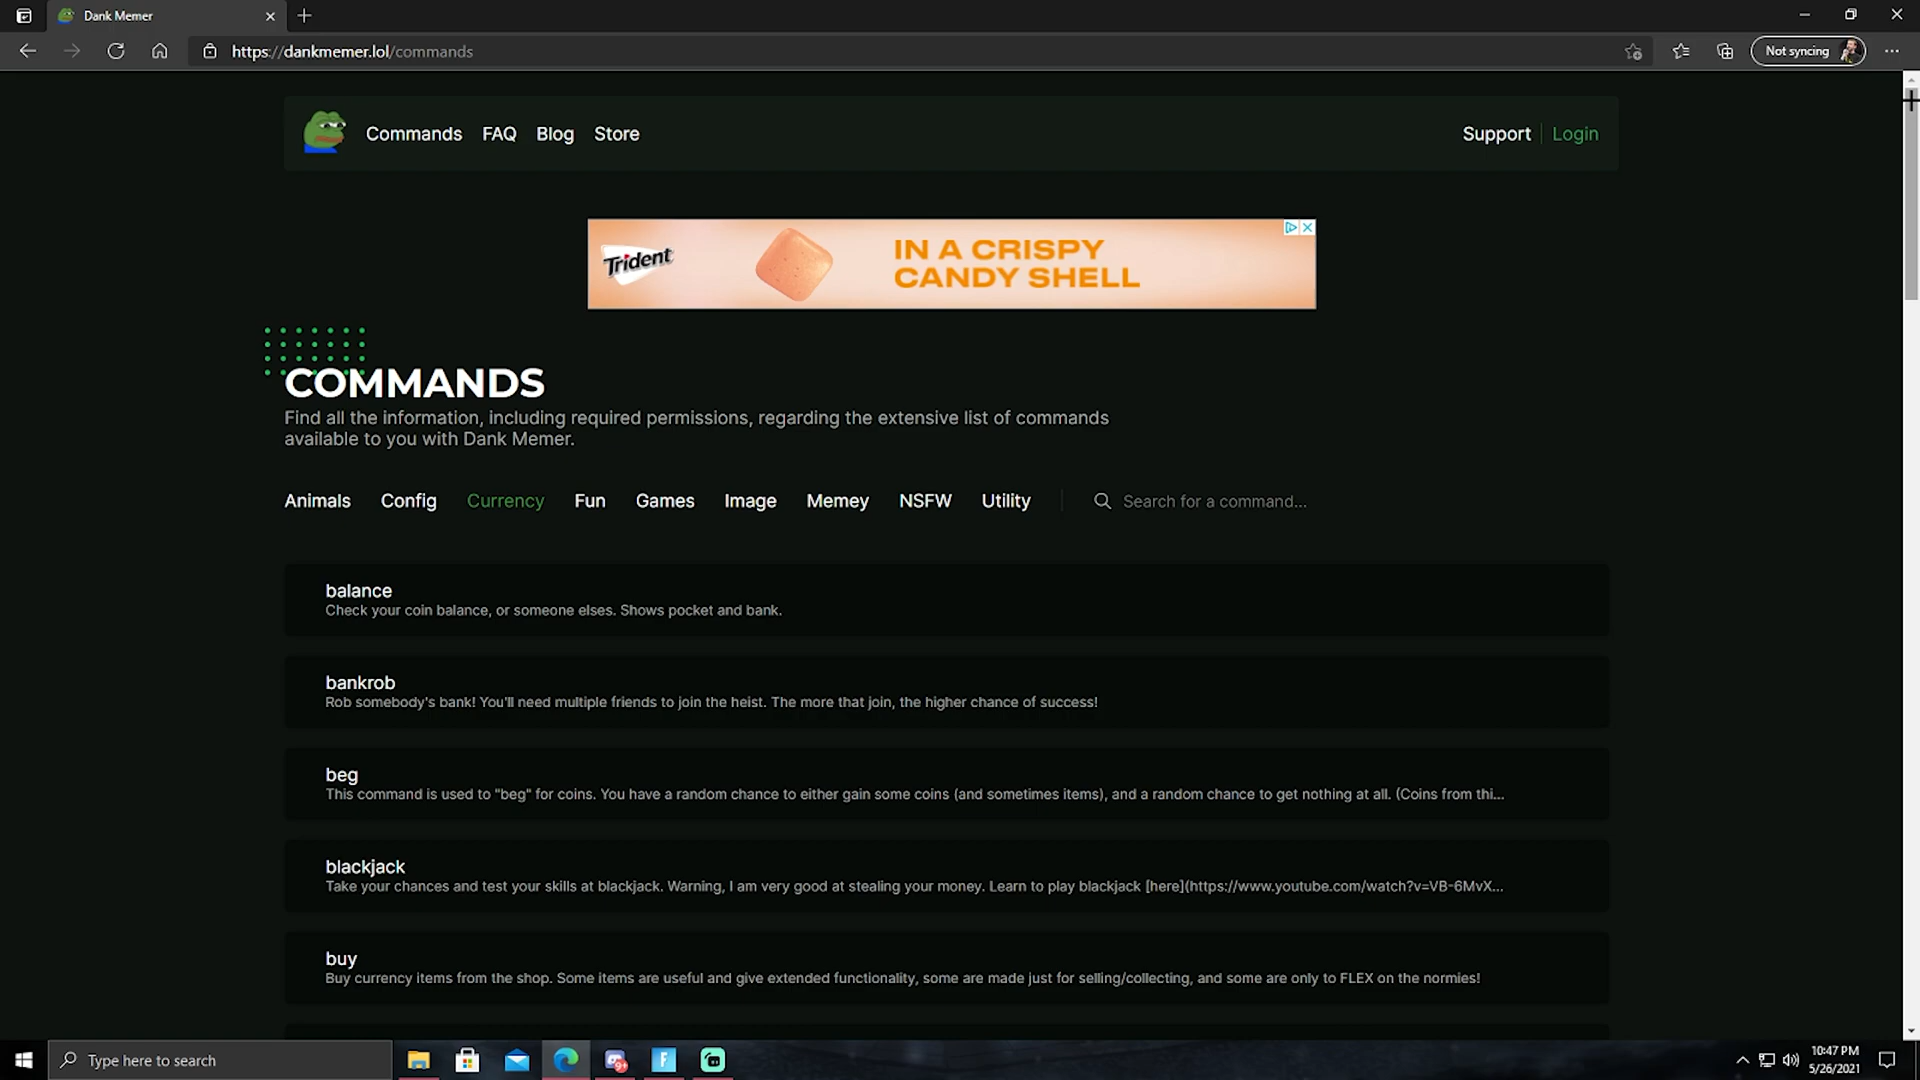 Dank Memer
https://dankmemer.lol/commands
Not syncing
Commands FAQ Blog Store
Support Login
Trident
IN A CRISPY
CANDY SHELL
COMMANDS
Find all the information, including required permissions, regarding the extensive list of commands
available to you with Dank Memer.
Animals Config Currency Fun Games Image Memey NSFW Utility Search for a command...
balance
Check your coin balance, or someone elses. Shows pocket and bank.
bankrob
Rob somebody's bank! You'll need multiple friends to join the heist. The more that join, the higher chance of success!
beg
This command is used to "beg" for coins. You have a random chance to either gain some coins (and sometimes items), and a random chance to get nothing at all. (Coins from thi...
blackjack
Take your chances and test your skills at blackjack. Warning, I am very good at stealing your money. Learn to play blackjack [here](https://www.youtube.com/watch?v=VB-6MvX...
buy
Buy currency items from the shop. Some items are useful and give extended functionality, some are made just for selling/collecting, and some are only to FLEX on the normies!
Type here to search
F
9+
10:47 PM
5/26/2021